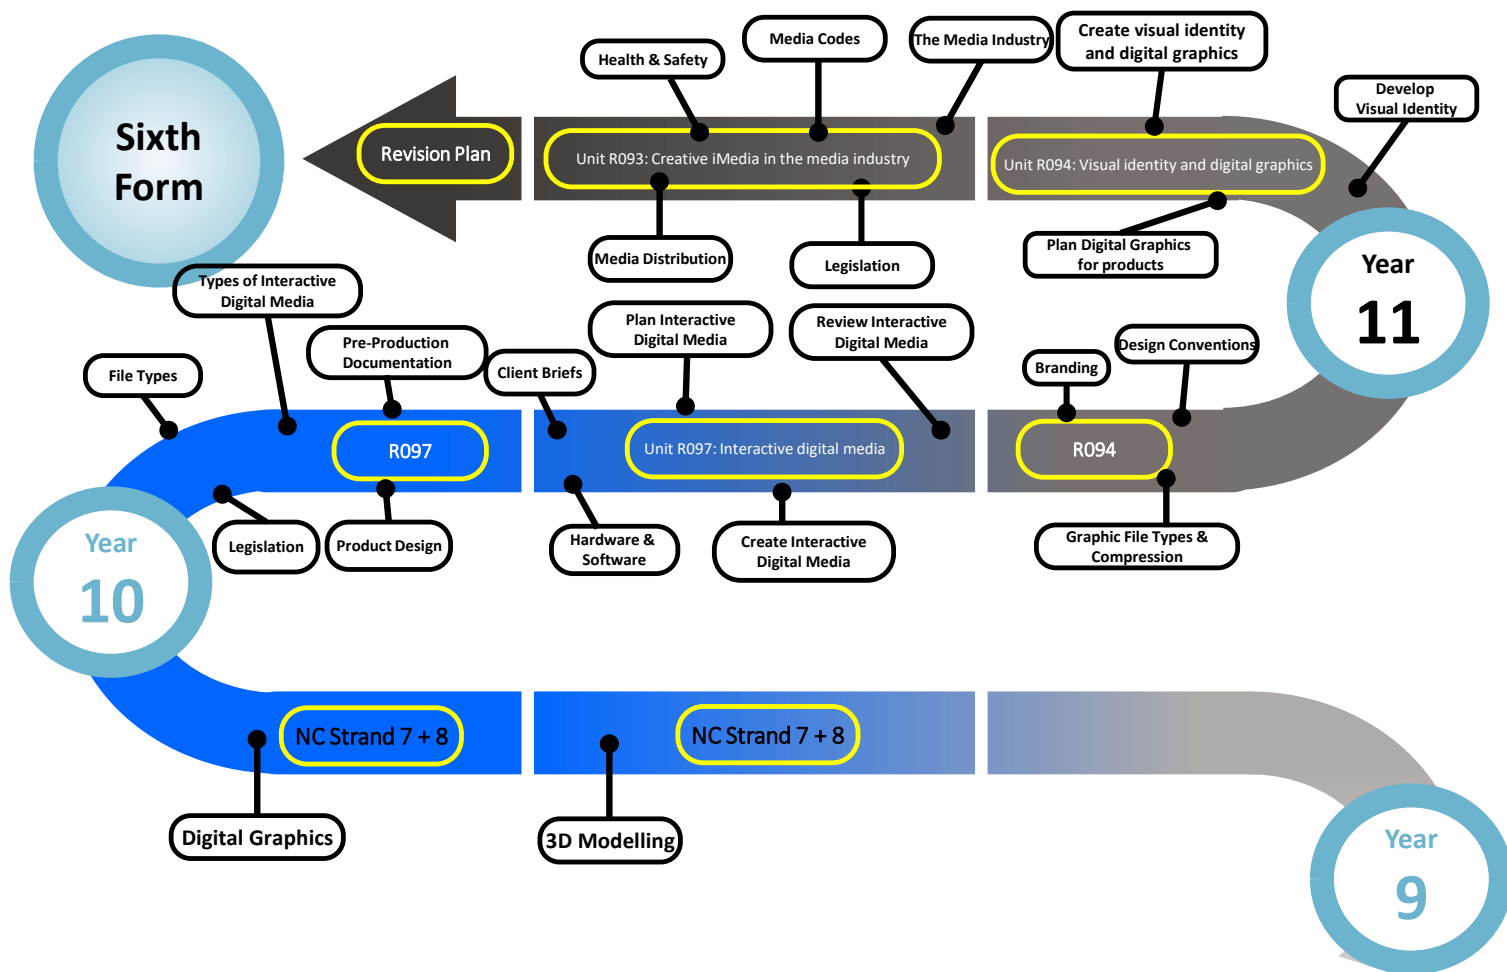 Sixth
Form
Revision Plan
Health & Safety
Media Codes
The Media Industry
Create visual identity
and digital graphics
Develop
Visual Identity
Unit R093: Creative iMedia in the media industry
Unit R094: Visual identity and digital graphics
Media Distribution
Legislation
Plan Digital Graphics
for products
Year
11
Types of Interactive
Digital Media
File Types
Pre-Production
Documentation
Client Briefs
Plan Interactive
Digital Media
Review Interactive
Digital Media
Branding
Design Conventions
R097
Unit R097: Interactive digital media
R094
Legislation
Product Design
Hardware &
Software
Create Interactive
Digital Media
Graphic File Types &
Compression
Year
10
NC Strand 7 + 8
NC Strand 7 + 8
Digital Graphics
3D Modelling
Year
9